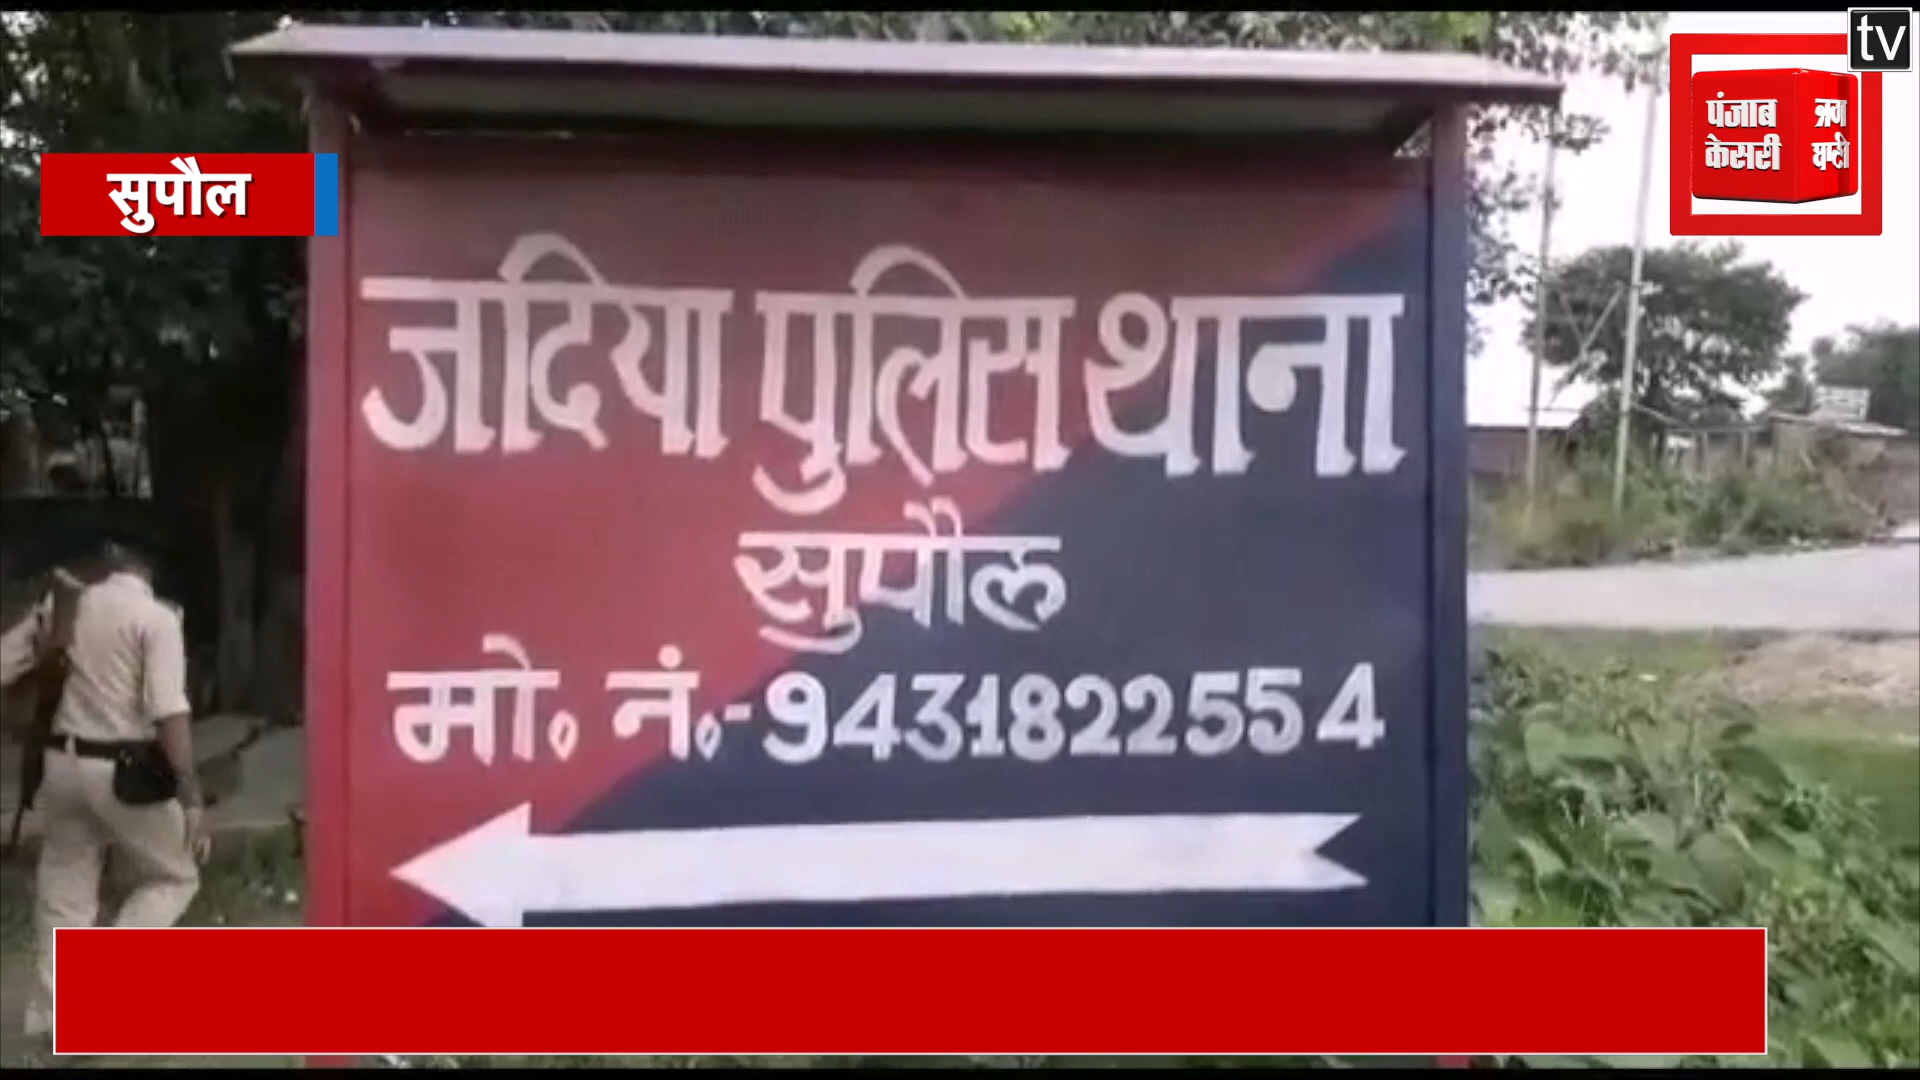 tv
पंजाब
केसरी
सुपौल
जदिया पुलिस थाना
सुपौल
मो. नं.-9431822554